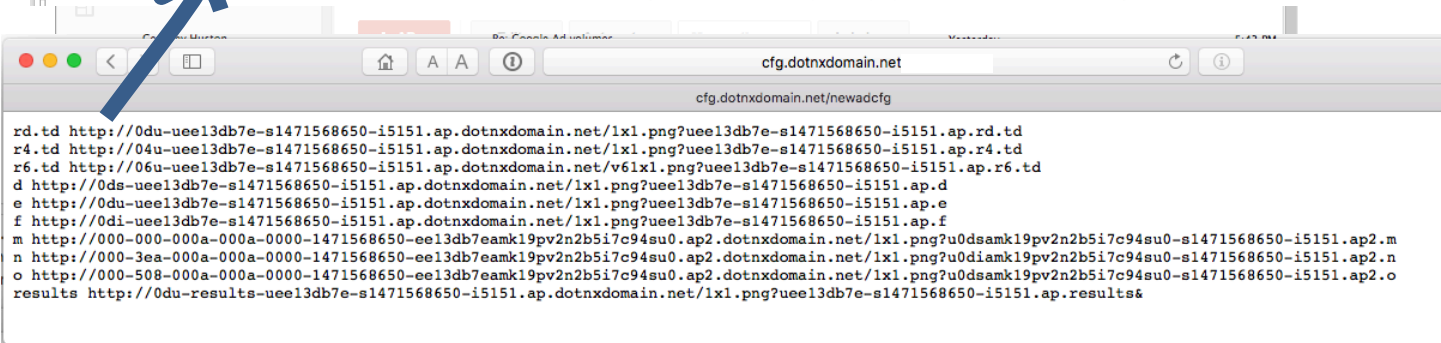 Re: Google Ad volumes
Yesterday
5:43 PM
A A
cfg.dotnxdomain.net
cfg.dotnxdomain.net/newadcfg
rd.td http://0du-uee13db7e-s1471568650-i5151.ap.dotnxdomain.net/1x1.png?uee13db7e-s1471568650-i5151.ap.rd.td
r4.td http://04u-uee13db7e-s1471568650-i5151.ap.dotnxdomain.net/1x1.png?uee13db7e-s1471568650-i5151.ap.r4.td
r6.td http://06u-uee13db7e-s1471568650-i5151.ap.dotnxdomain.net/v61x1.png?uee13db7e-s1471568650-i5151.ap.r6.td
d http://0ds-uee13db7e-s1471568650-i5151.ap.dotnxdomain.net/1x1.png?uee13db7e-s1471568650-i5151.ap.d
e http://0du-uee13db7e-s1471568650-i5151.ap.dotnxdomain.net/1x1.png?uee13db7e-s1471568650-i5151.ap.e
f http://0di-uee13db7e-s1471568650-i5151.ap.dotnxdomain.net/1x1.png?uee13db7e-s1471568650-i5151.ap.f
m http://000-000-000a-000a-0000-1471568650-ee13db7eamk19pv2n2b5i7c94su0.ap2.dotnxdomain.net/1x1.png?u0dsamk19pv2n2b5i7c94su0-s1471568650-i5151.ap2.m
n http://000-3ea-000a-000a-0000-1471568650-ee13db7eamk19pv2n2b5i7c94su0.ap2.dotnxdomain.net/1x1.png?u0diamk19pv2n2b5i7c94su0-s1471568650-i5151.ap2.n
o http://000-508-000a-000a-0000-1471568650-ee13db7eamk19pv2n2b5i7c94su0.ap2.dotnxdomain.net/1x1.png?u0dsamk19pv2n2b5i7c94su0-s1471568650-i5151.ap2.o
results http://0du-results-uee13db7e-s1471568650-i5151.ap.dotnxdomain.net/1x1.png?uee13db7e-s1471568650-i5151.ap.results&